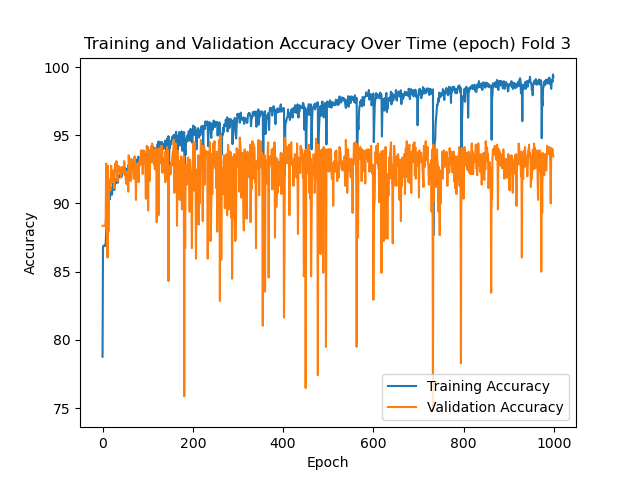 Training and Validation Accuracy Over Time (epoch) Fold 3
100
95
90
85
80
75
Accuracy
0
200
400
600
800
1000
Epoch
Training Accuracy
Validation Accuracy